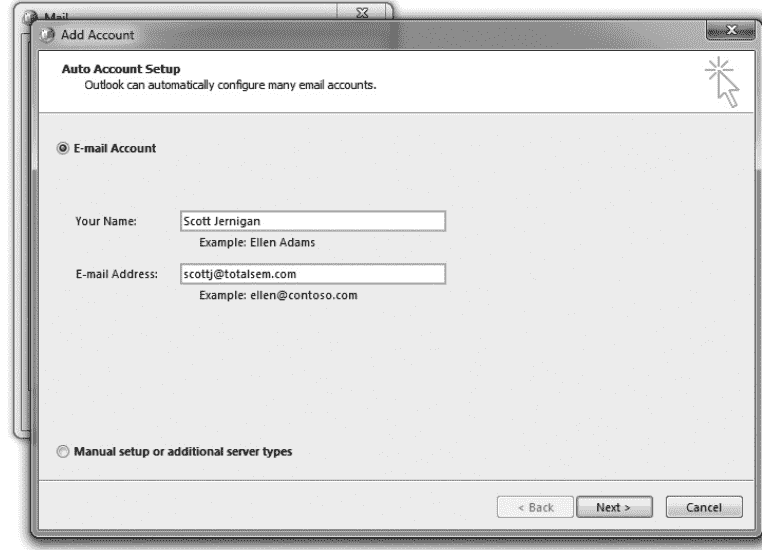 Mail
Add Account
Auto Account Setup
Outlook can automatically configure many email accounts.
E-mail Account
Your Name:
Scott Jernigan
Example: Ellen Adams
E-mail Address:
scottj@totalsem.com
Example: ellen@contoso.com
Manual setup or additional server types
< Back
Next >
Cancel